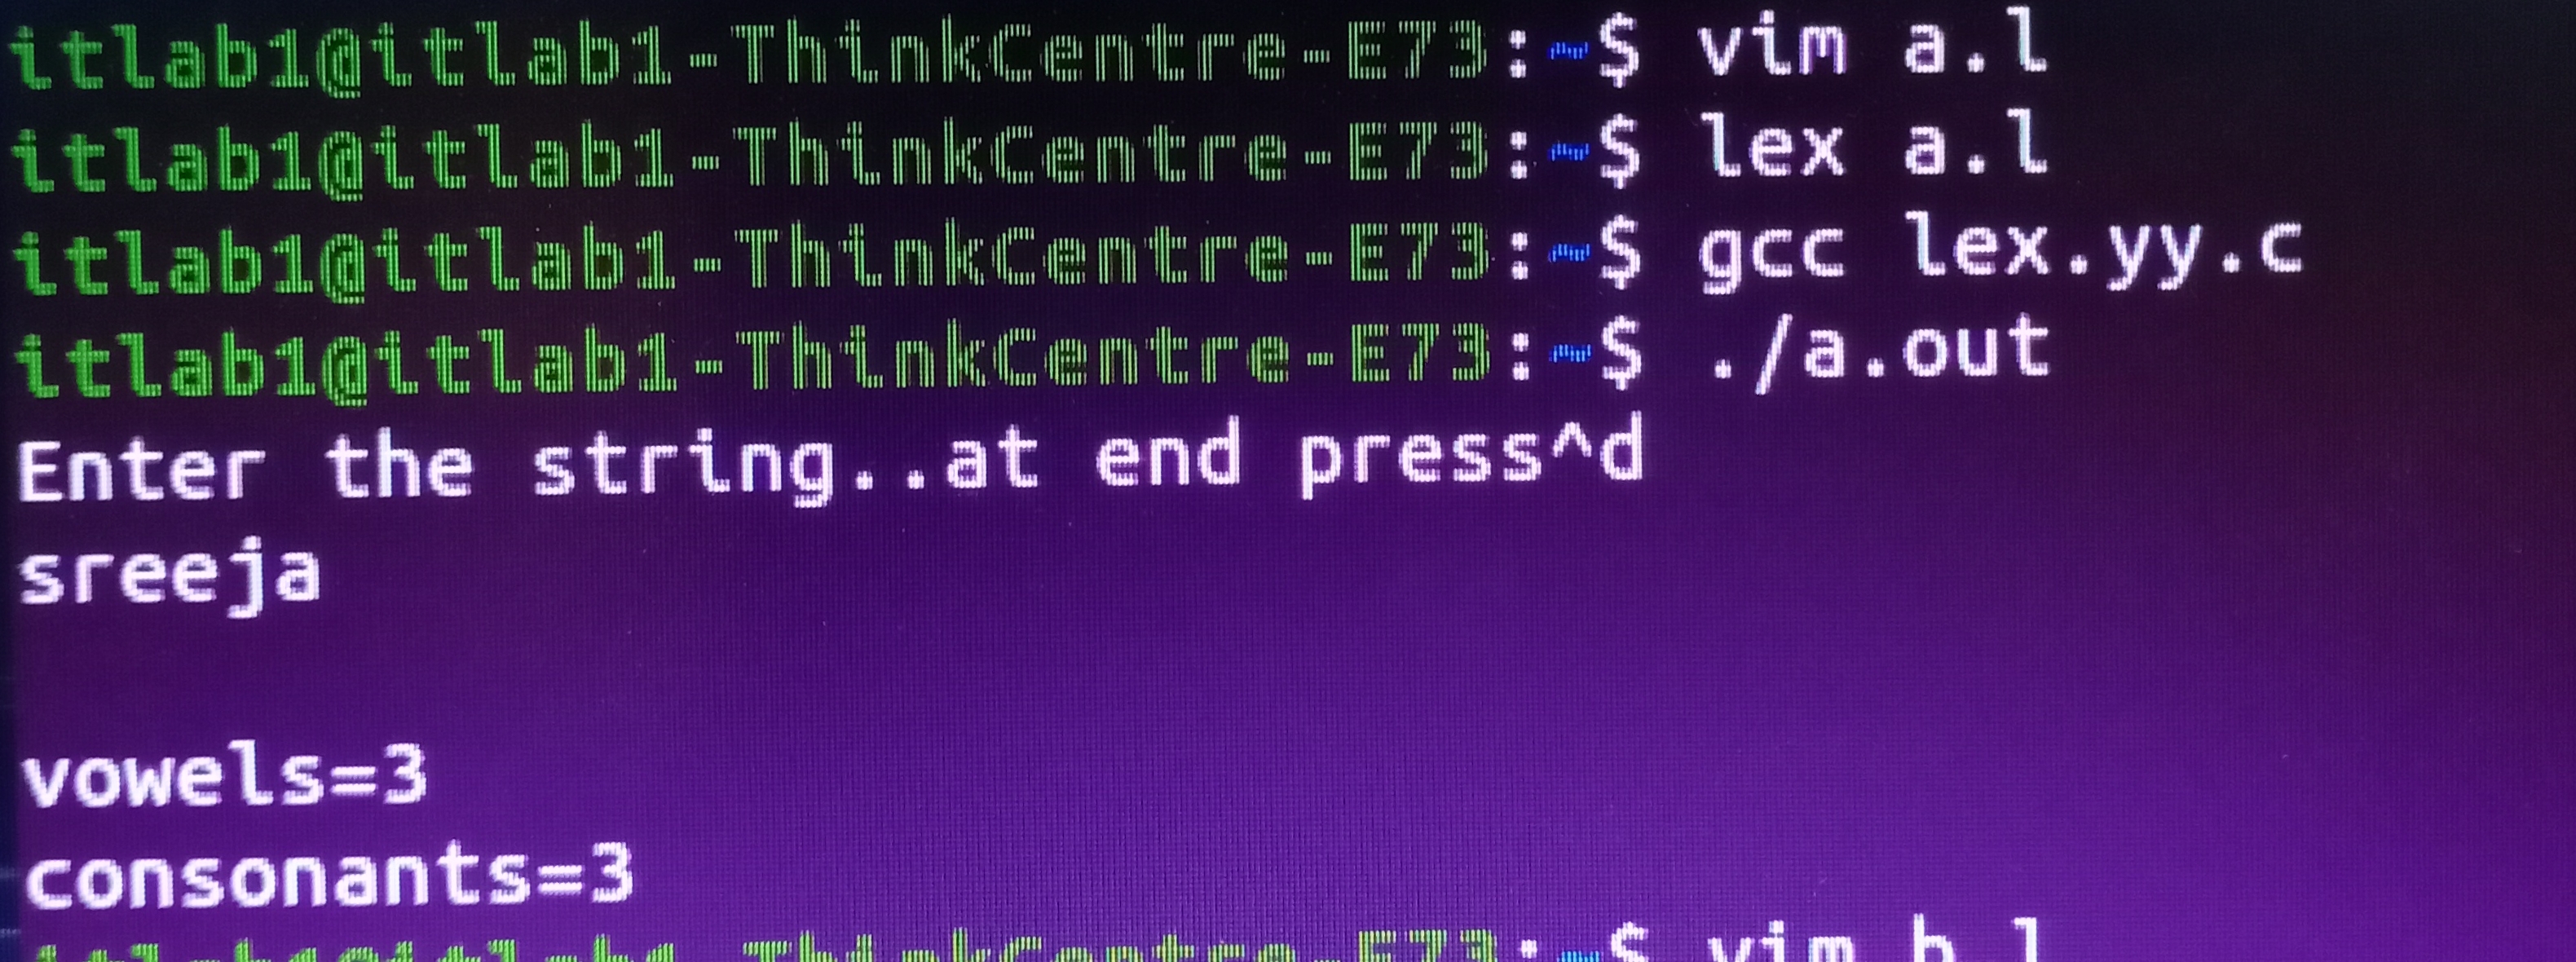 itlab1@itlab1-ThinkCentre-E73:~$ vim a.l
itlab1@itlab1-ThinkCentre-E73:~$ lex a.l
itlab1@itlab1-ThinkCentre-E73:~$ gcc lex.yy.c
itlab1@itlab1-ThinkCentre-E73:~$ ./a.out
Enter the string..at end press^d
sreeja
vowels=3
consonants=3
itlab1@itlab1-ThinkCentre-E73:~$ vim b.l